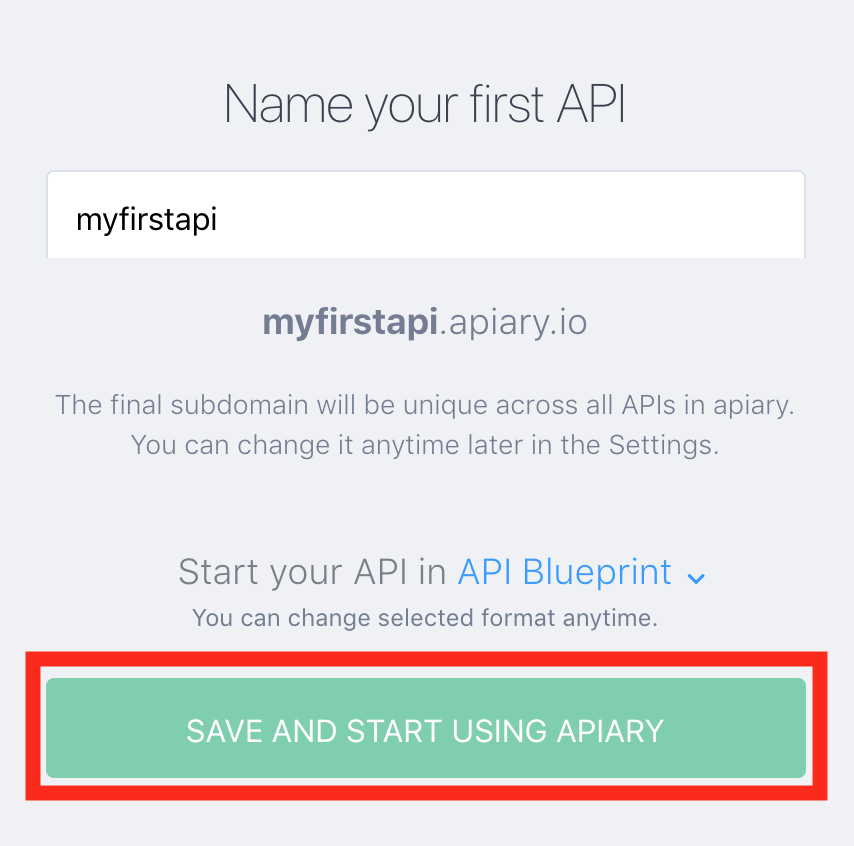 Name your first API
myfirstapi
myfirstapi.apiary.io
The final subdomain will be unique across all APIs in apiary.
You can change it anytime later in the Settings.
Start your API in API Blueprint
You can change selected format anytime.
SAVE AND START USING APIARY